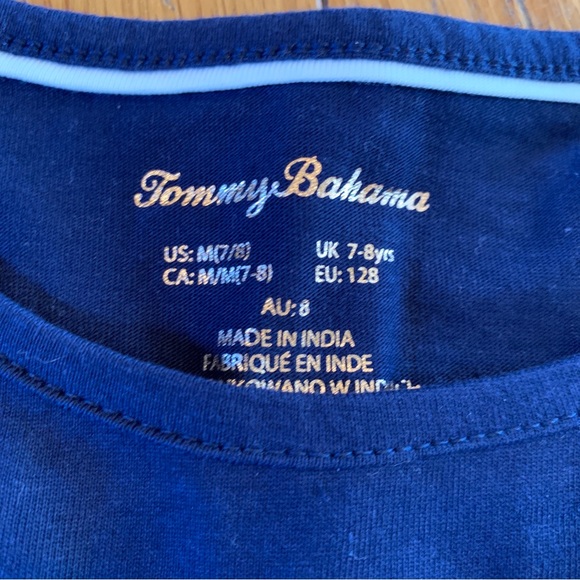 Tommy Bahama
US: M(7/8) UK 7-8yrs
CA: M/M(7-8) EU: 128
AU: 8
MADE IN INDIA
FABRIQUÉ EN INDE
W INDIACH